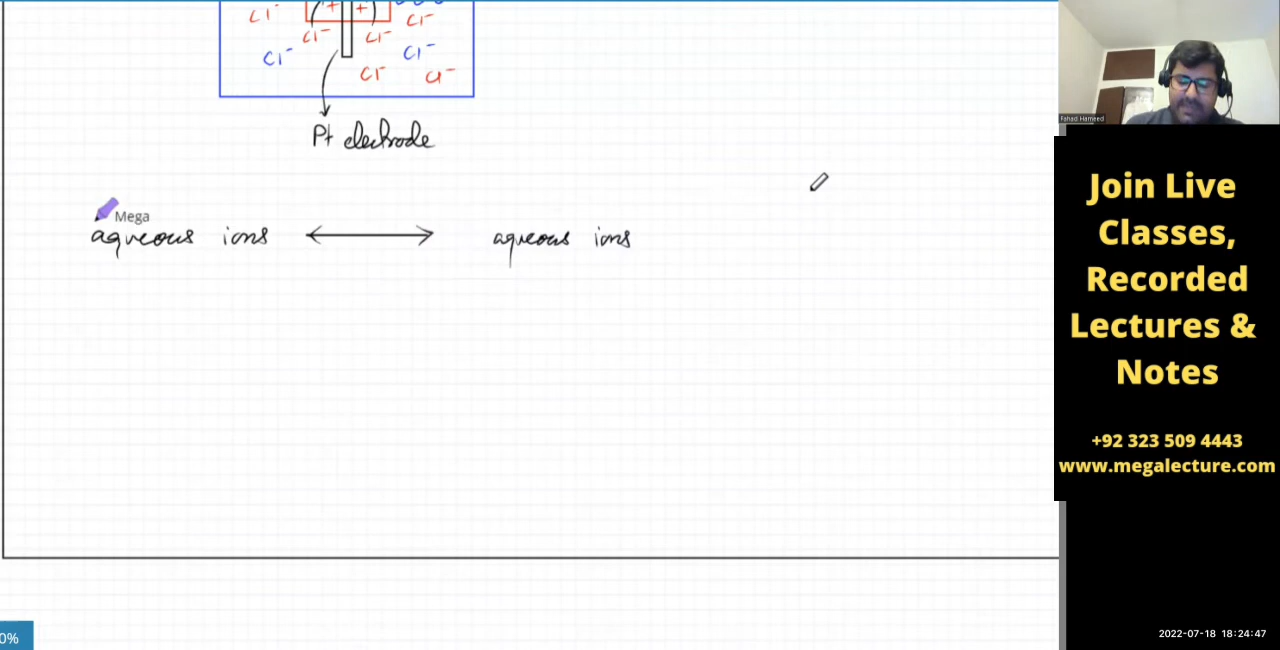 Cl⁻ + + Cl⁻
Cl⁻ Cl⁻
Cl⁻ Cl⁻
Cl⁻ Cl⁻
Pt electrode
Mega
aqueous ions ⟷ aqueous ions
0%
Fahad Hameed
Join Live
Classes,
Recorded
Lectures &
Notes
+92 323 509 4443
www.megalecture.com
2022-07-18 18:24:47